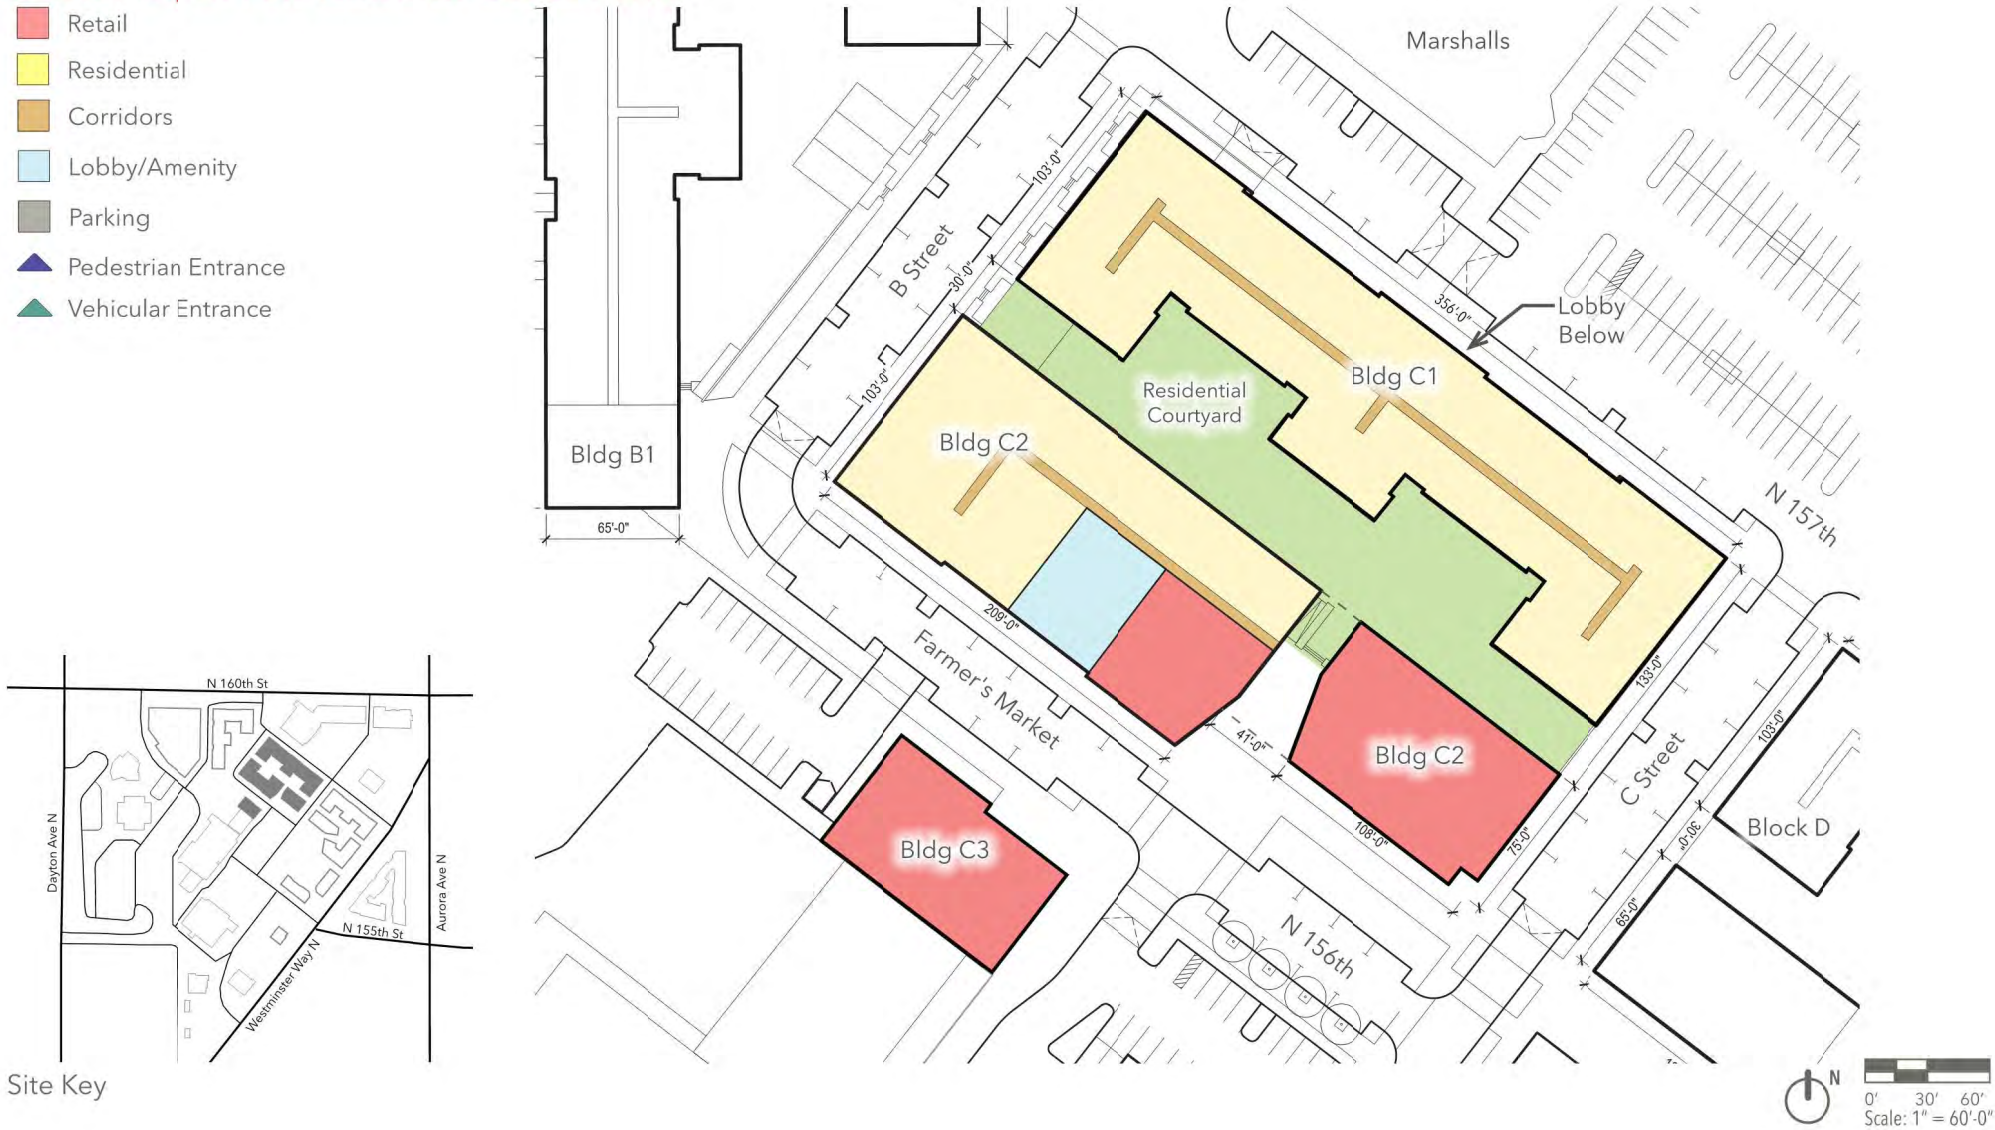 Retail
Residential
Corridors
Lobby/Amenity
Parking
Pedestrian Entrance
Vehicular Entrance
Marshalls
B Street
103'-0"
30'-0"
103'-0"
356'-0"
Lobby
Below
Bldg C1
Residential
Courtyard
Bldg C2
Bldg B1
65'-0"
N 157th
209'-0"
Farmer's Market
41'-0"
133'-0"
103'-0"
C Street
Bldg C2
Block D
30'-0"
108'-0"
75'-0"
65'-0"
Bldg C3
N 156th
N 160th St
Dayton Ave N
Aurora Ave N
N 155th St
Westminster Way N
Site Key
N
0' 30' 60'
Scale: 1" = 60'-0"